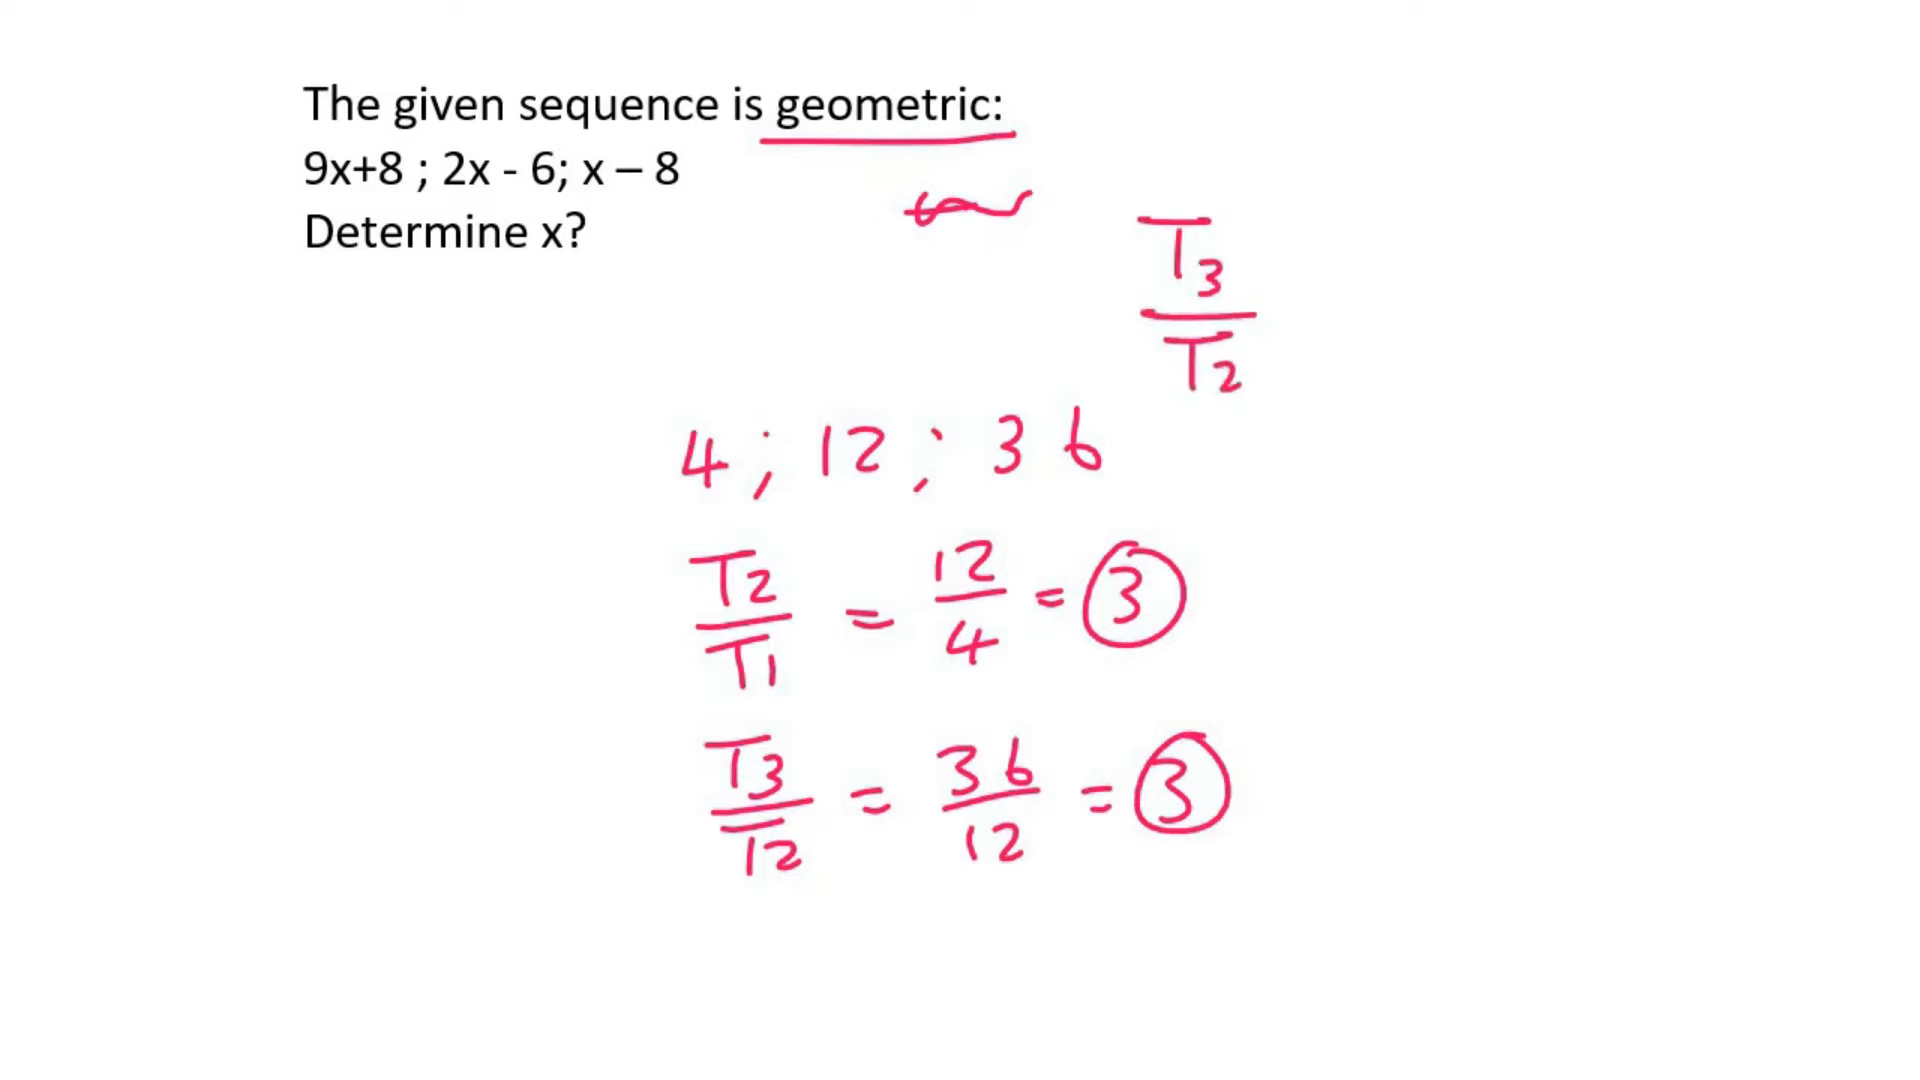 The given sequence is geometric:
9x+8 ; 2x - 6; x – 8
Determine x?
T3
T2
4 ; 12 ; 36
T2/T1 = 12/4 = 3
T3/T2 = 36/12 = 3